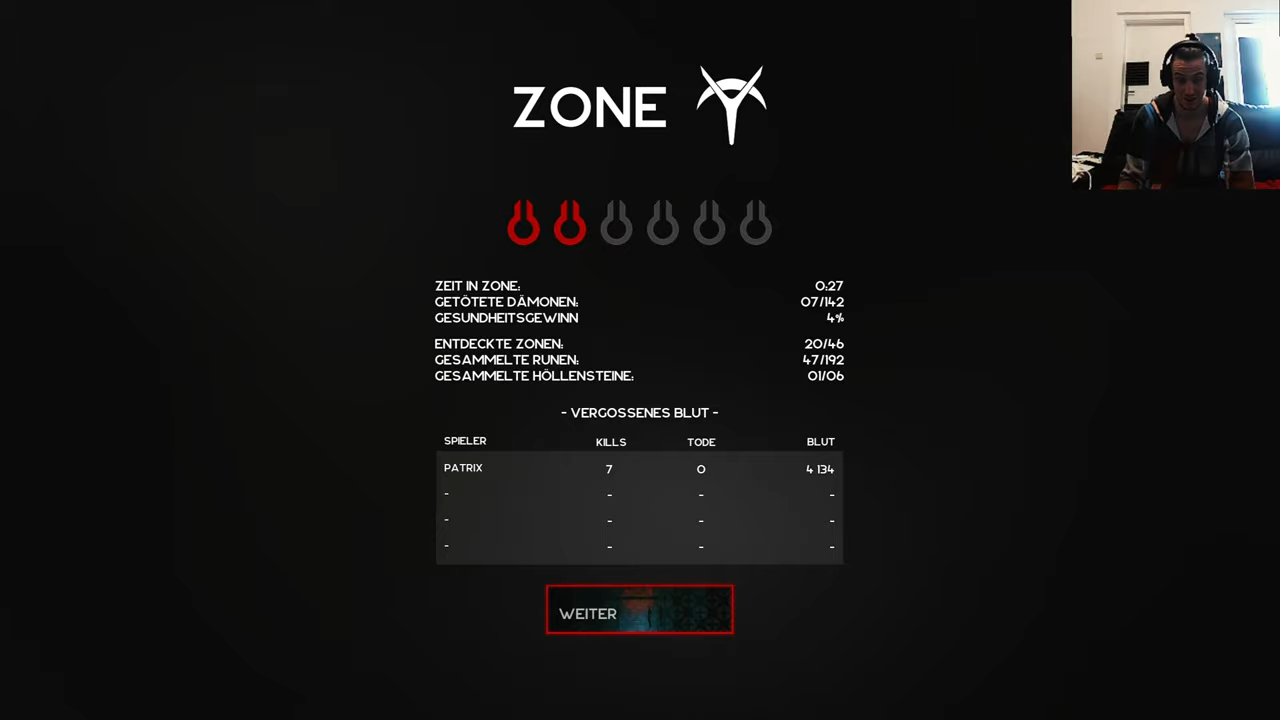 ZONE
ZEIT IN ZONE: 0:27
GETÖTETE DÄMONEN: 07/142
GESUNDHEITSGEWINN 4%
ENTDECKTE ZONEN: 20/46
GESAMMELTE RUNEN: 47/192
GESAMMELTE HÖLLENSTEINE: 01/06
- VERGOSSENES BLUT -
SPIELER KILLS TODE BLUT
PATRIX 7 0 4 134
- - - -
- - - -
- - - -
WEITER